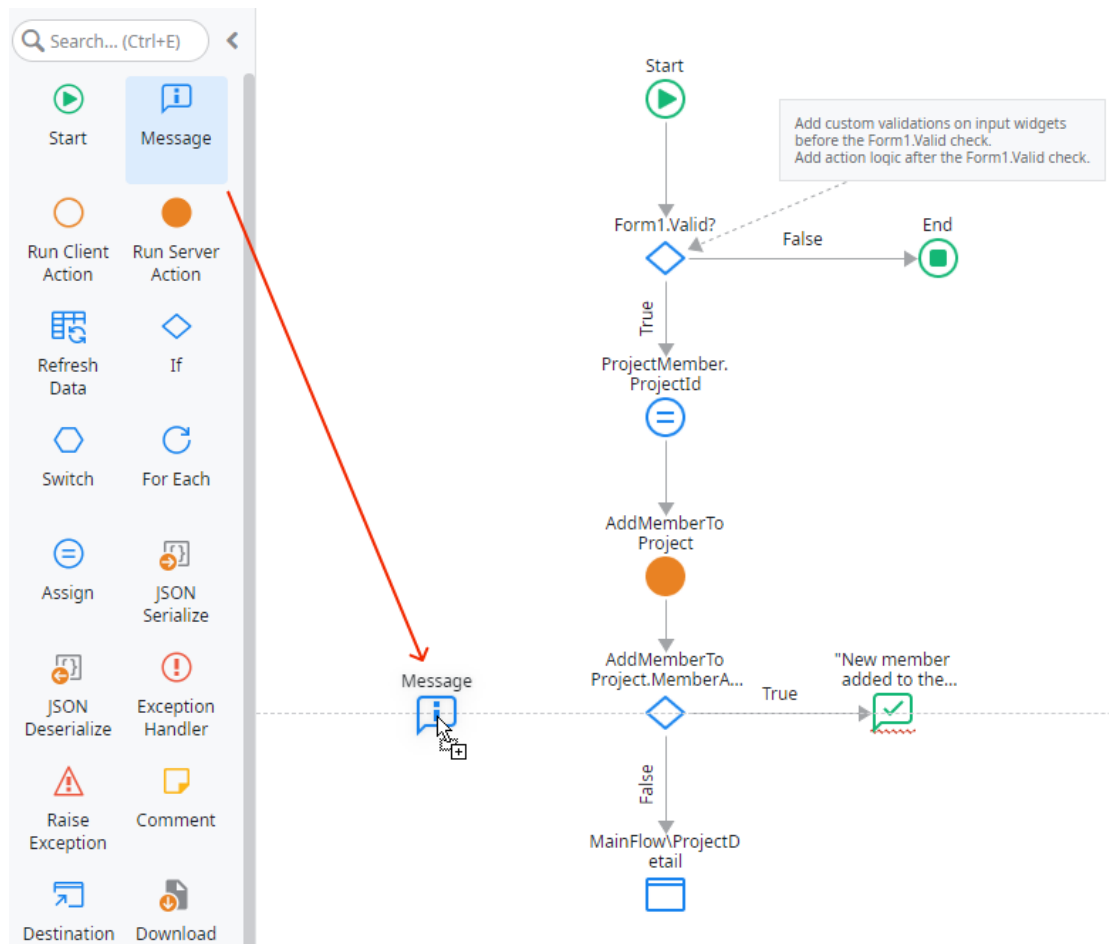 Search... (Ctrl+E)
Start
Message
Run Client
Action
Run Server
Action
Refresh
Data
If
Switch
For Each
Assign
JSON
Serialize
JSON
Deserialize
Exception
Handler
Raise
Exception
Comment
Destination
Download
Start
Add custom validations on input widgets
before the Form1.Valid check.
Add action logic after the Form1.Valid check.
Form1.Valid?
False
End
True
ProjectMember.
ProjectId
AddMemberTo
Project
Message
AddMemberTo
Project.MemberA...
True
"New member
added to the...
False
MainFlow\ProjectD
etail